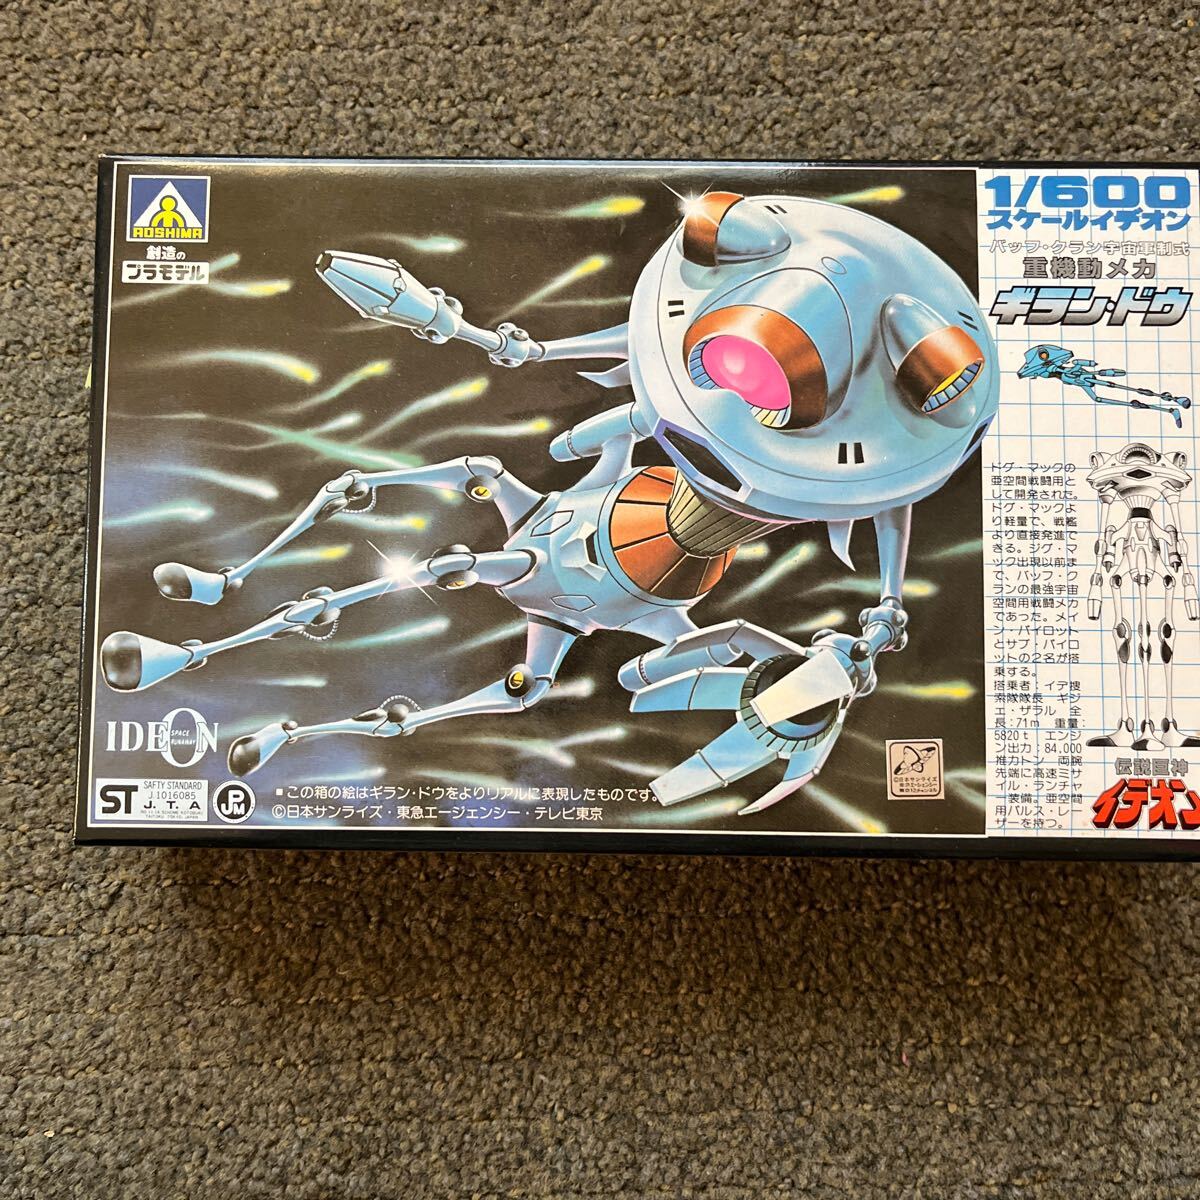 AOSHIMA
創造の
プラモデル
1/600
スケールイデオン
バッフ・クラン宇宙軍制式
重機動メカ
ギラン・ドウ
ドグ・マックの
亜空間戦闘用と
して開発された。
ドグ・マックよ
り軽量で、戦艦
より直接発進で
きる。ジグ・マ
ック出現以前ま
で、バッフ・ク
ランの最強宇宙
空間用戦闘メカ
であった。メイ
ン・パイロット
とサブ・パイロ
ットの2名が搭
乗する。
搭乗者:イデ捜
索隊隊長 ギジ
ェ・ザラル 全
長:71m 重量:
5820t エンジ
ン出力:84,000
推力トン 両腕
先端に高速ミサ
イル・ランチャ
ー装備。亜空間
用パルス・レー
ザーを持つ。
伝説巨神
イデオン
IDEON
SPACE
RUNAWAY
ST
SAFTY STANDARD
J.1016085
J.T.A
JPM
■この箱の絵はギラン・ドウをよりリアルに表現したものです。
©日本サンライズ・東急エージェンシー・テレビ東京